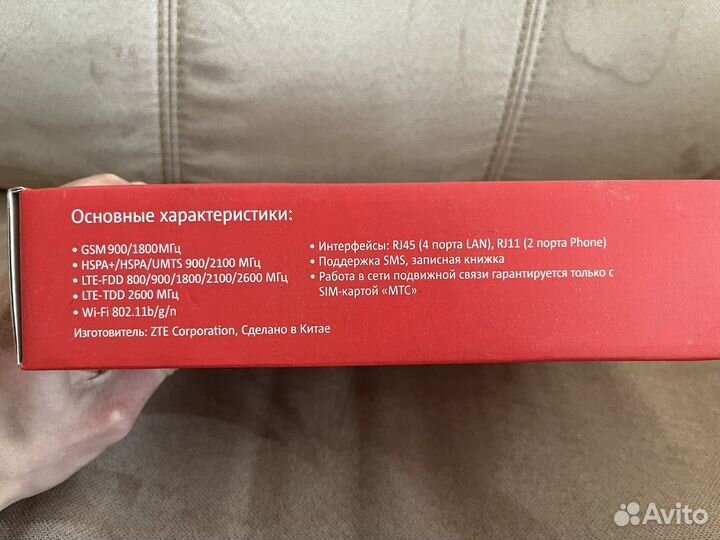 Основные характеристики:
• GSM 900/1800МГц
• HSPA+/HSPA/UMTS 900/2100 МГц
• LTE-FDD 800/900/1800/2100/2600 МГц
• LTE-TDD 2600 МГц
• Wi-Fi 802.11b/g/n
• Интерфейсы: RJ45 (4 порта LAN), RJ11 (2 порта Phone)
• Поддержка SMS, записная книжка
• Работа в сети подвижной связи гарантируется только с
SIM-картой «МТС»
Изготовитель: ZTE Corporation, Сделано в Китае
Avito